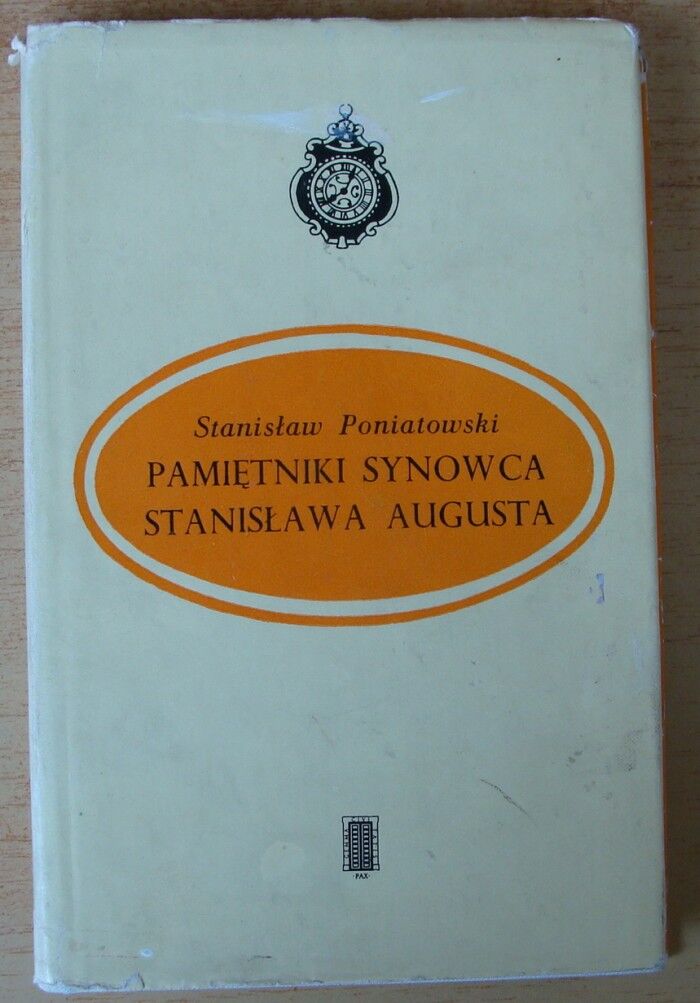 Stanisław Poniatowski
PAMIĘTNIKI SYNOWCA
STANISŁAWA AUGUSTA
·PAX·